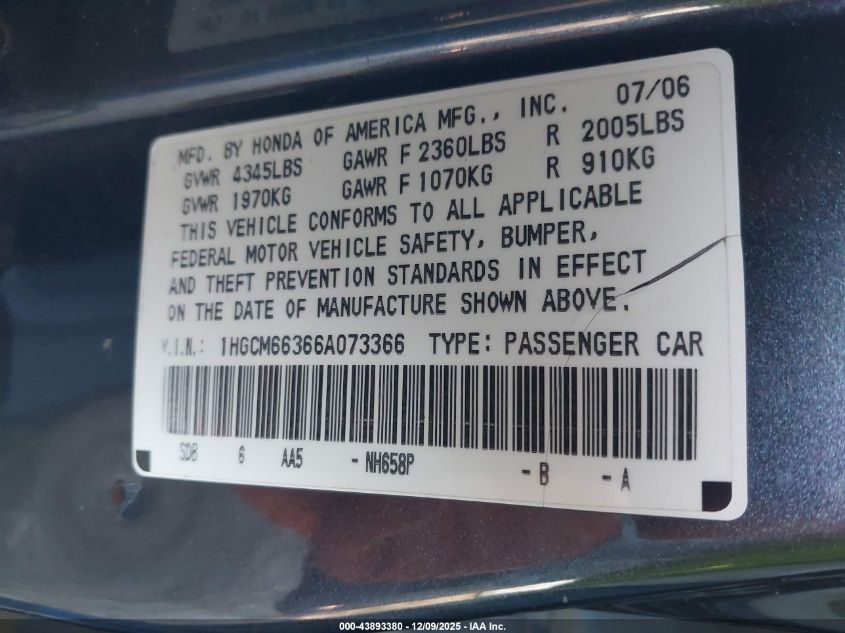 07/06
MFD. BY HONDA OF AMERICA MFG., INC.
GVWR 4345LBS GAWR F 2360LBS R 2005LBS
GVWR 1970KG GAWR F 1070KG R 910KG
THIS VEHICLE CONFORMS TO ALL APPLICABLE
FEDERAL MOTOR VEHICLE SAFETY, BUMPER,
AND THEFT PREVENTION STANDARDS IN EFFECT
ON THE DATE OF MANUFACTURE SHOWN ABOVE.
V.I.N.: 1HGCM66366A073366 TYPE: PASSENGER CAR
SDB 6 AA5 - NH658P - B - A
000-43893380 - 12/09/2025 - IAA Inc.